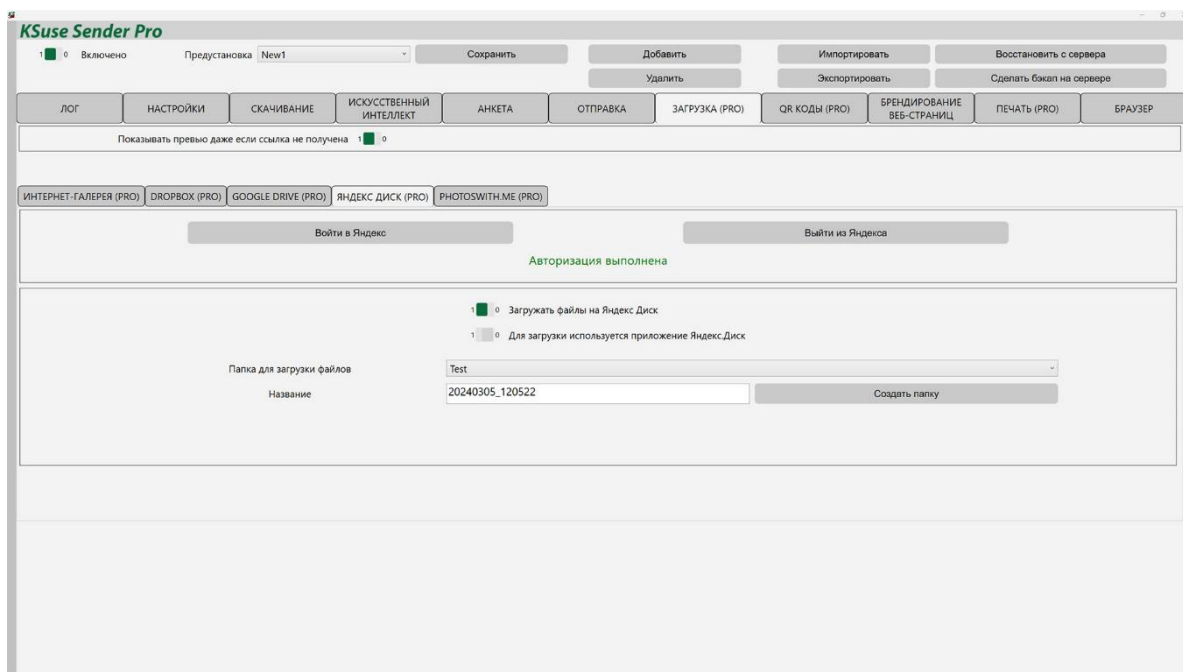 KSuse Sender Pro
1 0 Включено Предустановка New1 Сохранить Добавить Импортировать Восстановить с сервера
Удалить Экспортировать Сделать бэкап на сервере
ЛОГ НАСТРОЙКИ СКАЧИВАНИЕ ИСКУССТВЕННЫЙ ИНТЕЛЛЕКТ АНКЕТА ОТПРАВКА ЗАГРУЗКА (PRO) QR КОДЫ (PRO) БРЕНДИРОВАНИЕ ВЕБ-СТРАНИЦ ПЕЧАТЬ (PRO) БРАУЗЕР
Показывать превью даже если ссылка не получена 1 0
ИНТЕРНЕТ-ГАЛЕРЕЯ (PRO) DROPBOX (PRO) GOOGLE DRIVE (PRO) ЯНДЕКС ДИСК (PRO) PHOTOSWITH.ME (PRO)
Войти в Яндекс Выйти из Яндекса
Авторизация выполнена
1 0 Загружать файлы на Яндекс Диск
1 0 Для загрузки используется приложение Яндекс.Диск
Папка для загрузки файлов Test
Название 20240305_120522 Создать папку